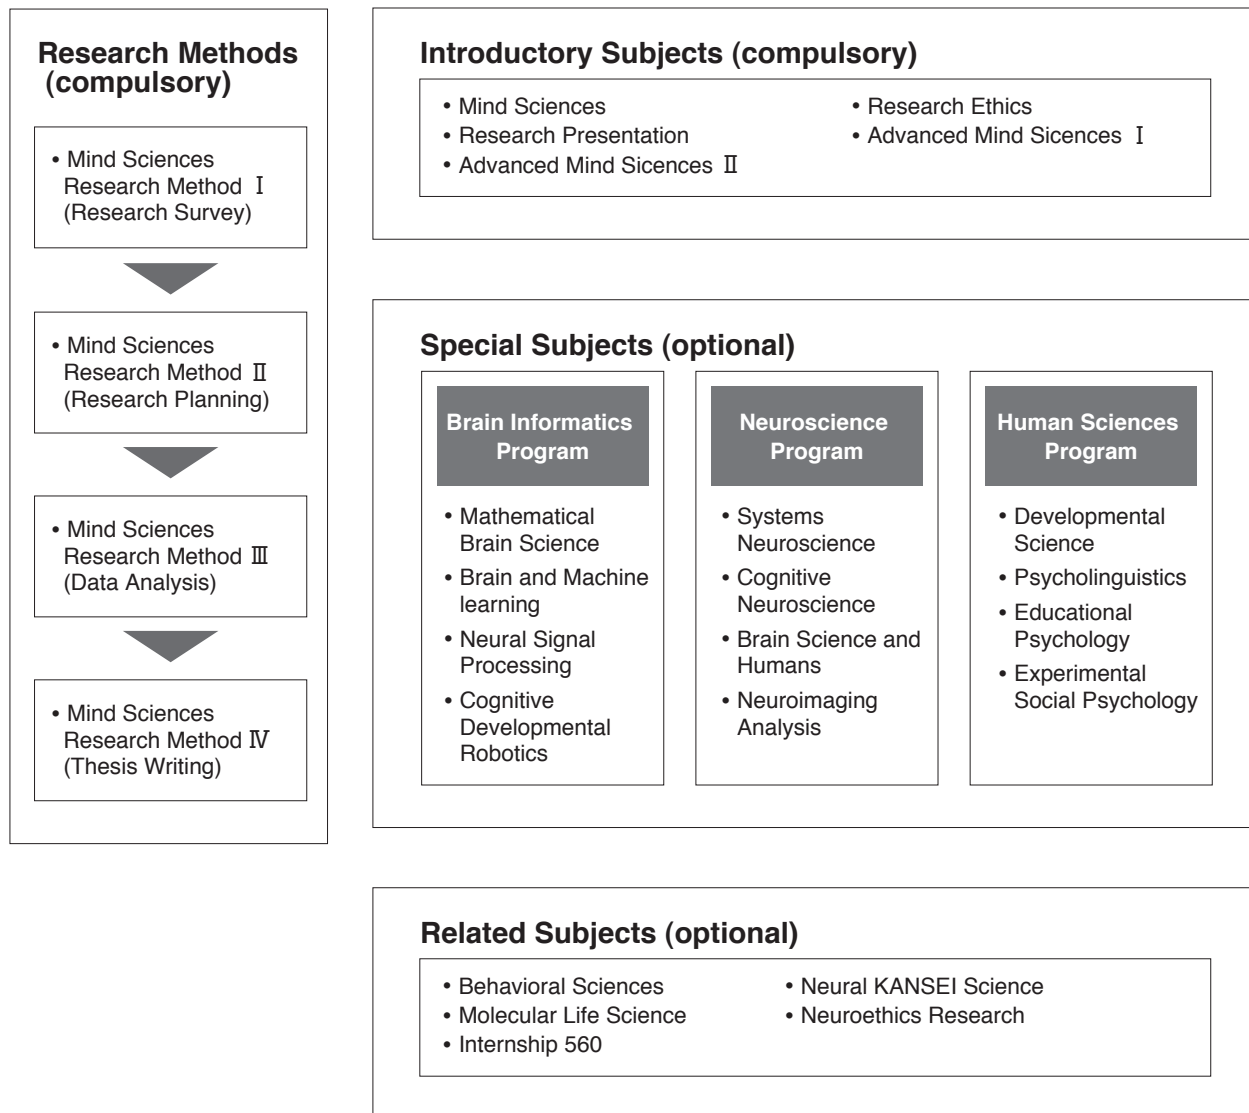 Research Methods
(compulsory)
• Mind Sciences
Research Method Ⅰ
(Research Survey)
• Mind Sciences
Research Method Ⅱ
(Research Planning)
• Mind Sciences
Research Method Ⅲ
(Data Analysis)
• Mind Sciences
Research Method Ⅳ
(Thesis Writing)
Introductory Subjects (compulsory)
• Mind Sciences
• Research Presentation
• Advanced Mind Sicences Ⅱ
• Research Ethics
• Advanced Mind Sicences Ⅰ
Special Subjects (optional)
Brain Informatics
Program
• Mathematical
Brain Science
• Brain and Machine
learning
• Neural Signal
Processing
• Cognitive
Developmental
Robotics
Neuroscience
Program
• Systems
Neuroscience
• Cognitive
Neuroscience
• Brain Science and
Humans
• Neuroimaging
Analysis
Human Sciences
Program
• Developmental
Science
• Psycholinguistics
• Educational
Psychology
• Experimental
Social Psychology
Related Subjects (optional)
• Behavioral Sciences
• Molecular Life Science
• Internship 560
• Neural KANSEI Science
• Neuroethics Research